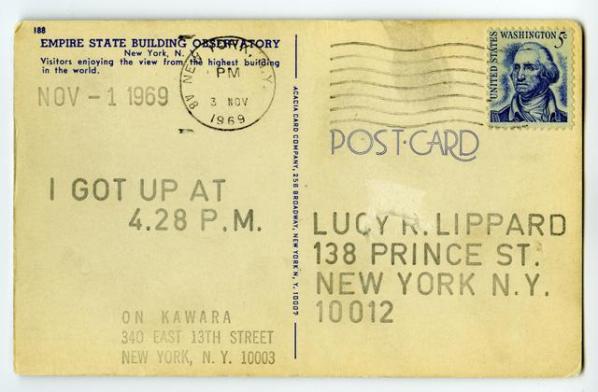 188
EMPIRE STATE BUILDING OBSERVATORY
New York, N. Y.
Visitors enjoying the view from the highest building
in the world.
NOV - 1 1969
NEW YORK, N.Y.
PM
3 NOV
1969
I GOT UP AT
4.28 P.M.
ON KAWARA
340 EAST 13TH STREET
NEW YORK, N. Y. 10003
ACACIA CARD COMPANY, 258 BROADWAY, NEW YORK N. Y. 10007
UNITED STATES
WASHINGTON 5c
POST·CARD
LUCY R. LIPPARD
138 PRINCE ST.
NEW YORK N.Y.
10012